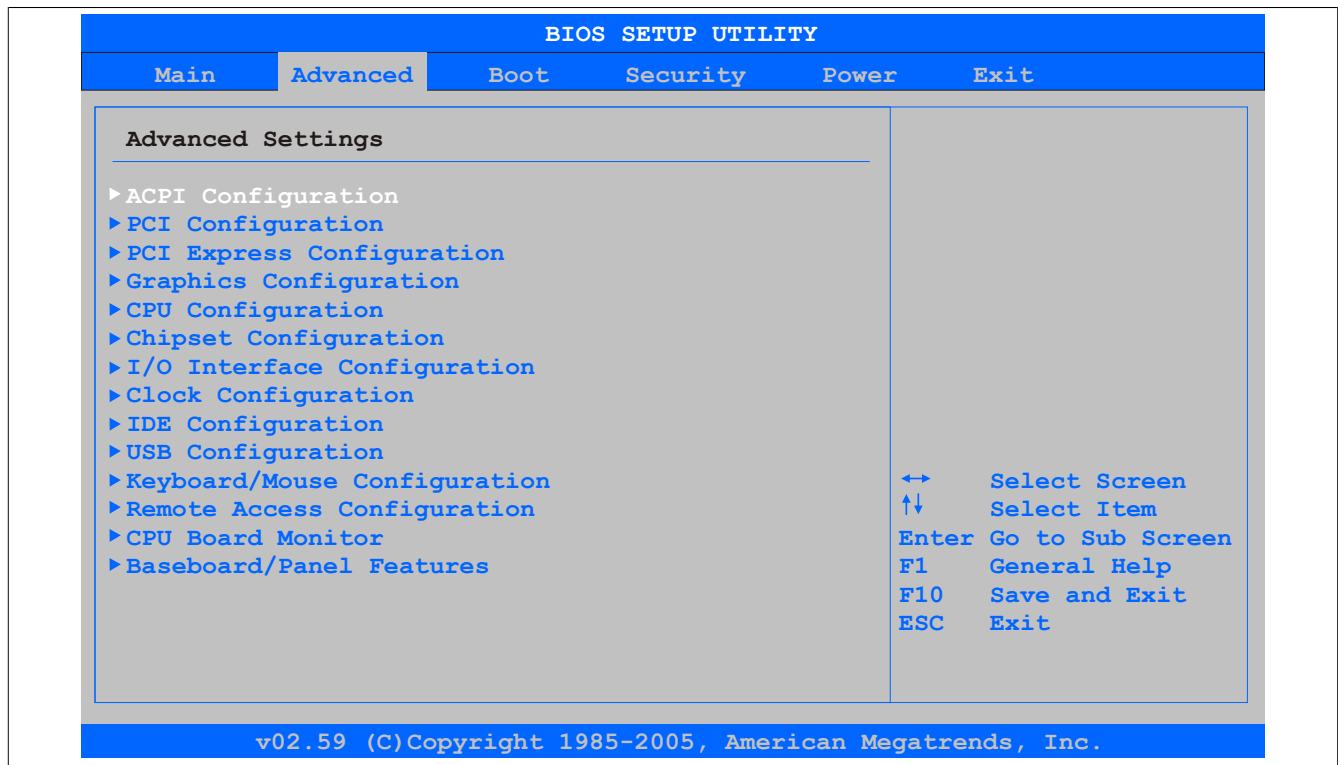 BIOS SETUP UTILITY
Main Advanced Boot Security Power Exit
Advanced Settings
ACPI Configuration
PCI Configuration
PCI Express Configuration
Graphics Configuration
CPU Configuration
Chipset Configuration
I/O Interface Configuration
Clock Configuration
IDE Configuration
USB Configuration
Keyboard/Mouse Configuration
Remote Access Configuration
CPU Board Monitor
Baseboard/Panel Features
Select Screen
Select Item
Enter Go to Sub Screen
F1 General Help
F10 Save and Exit
ESC Exit
v02.59 (C)Copyright 1985-2005, American Megatrends, Inc.